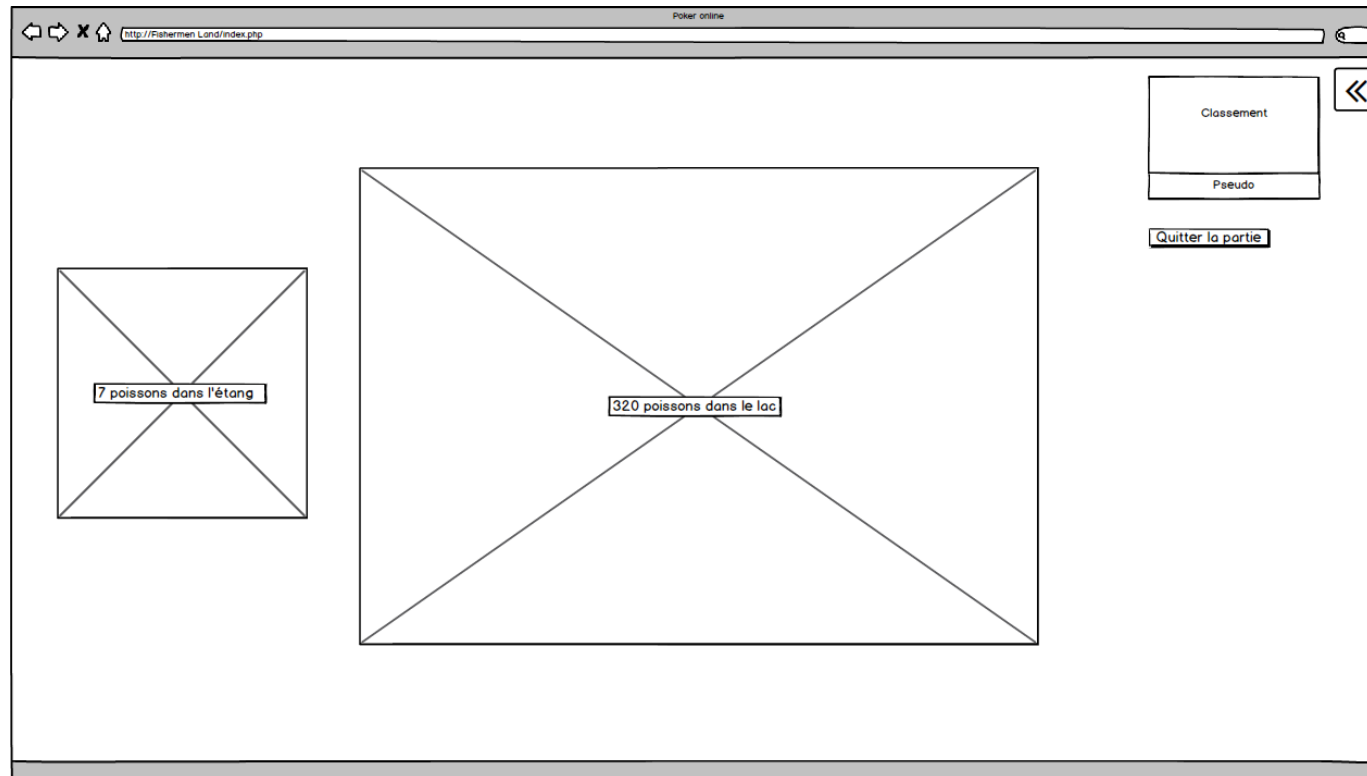 Poker online
http://Fishermen Land/index.php
Classement
Pseudo
Quitter la partie
7 poissons dans l'étang
320 poissons dans le lac